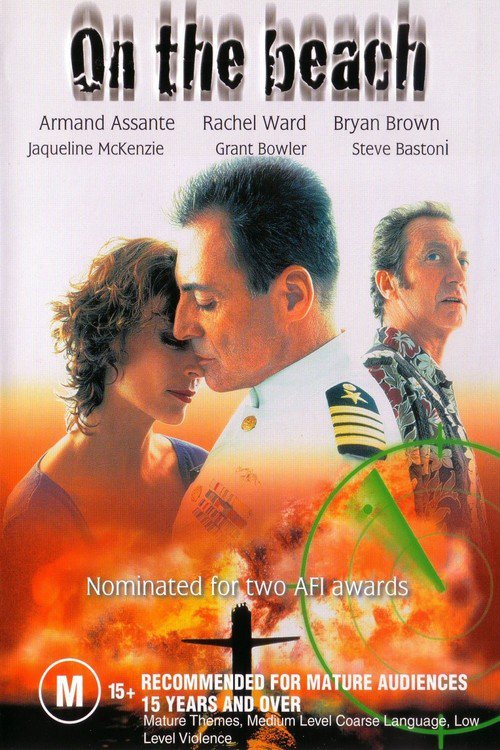 On the beach
Armand Assante Rachel Ward Bryan Brown
Jaqueline McKenzie Grant Bowler Steve Bastoni
Nominated for two AFI awards
M 15+ RECOMMENDED FOR MATURE AUDIENCES
15 YEARS AND OVER
Mature Themes, Medium Level Coarse Language, Low
Level Violence